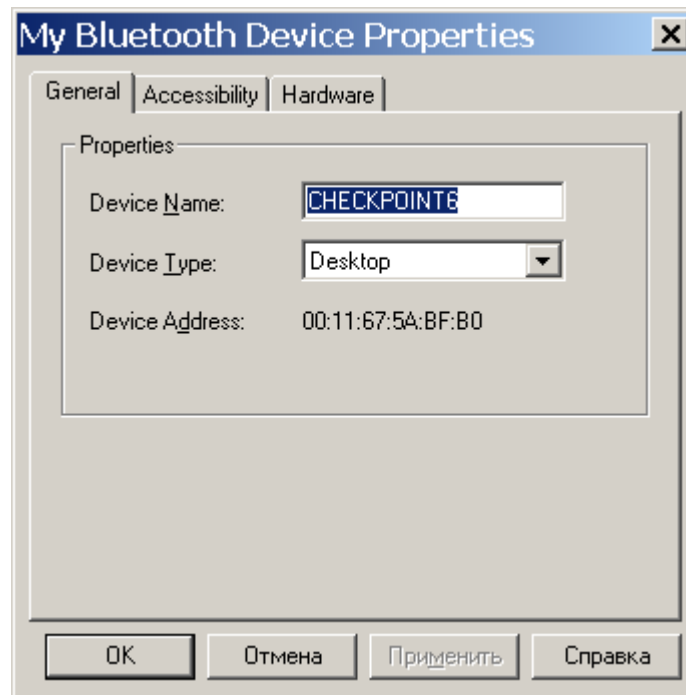 My Bluetooth Device Properties
General Accessibility Hardware
Properties
Device Name: CHECKPOINT6
Device Type: Desktop
Device Address: 00:11:67:5A:BF:B0
OK Отмена Применить Справка